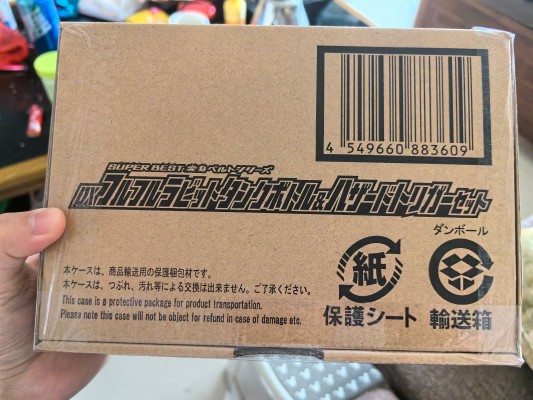 4 549660 883609
SUPER BEST 変身ベルトシリーズ
DXフルフルラビットタンクボトル&ハザードトリガーセット
ダンボール
本ケースは、商品輸送用の保護梱包材です。
本ケースは、つぶれ、汚れ等による交換は出来ません。ご了承ください。
This case is a protective package for product transportation.
Please note this case will not be object for refund in case of damage etc.
紙
保護シート
輸送箱